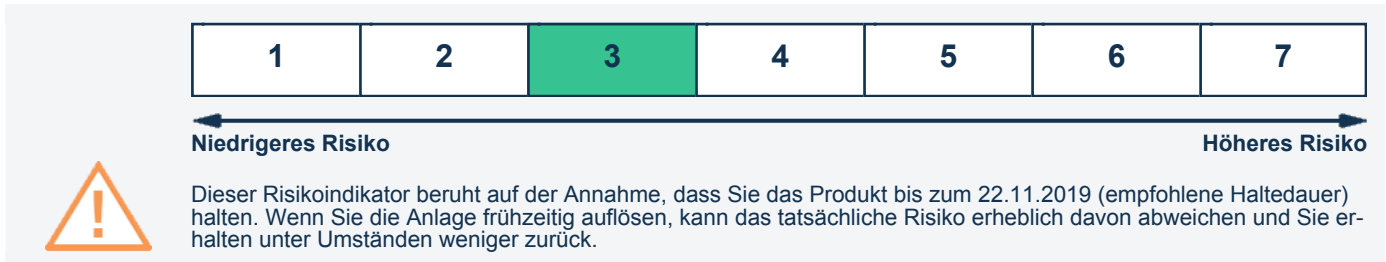 1 2 3 4 5 6 7
Niedrigeres Risiko Höheres Risiko
Dieser Risikoindikator beruht auf der Annahme, dass Sie das Produkt bis zum 22.11.2019 (empfohlene Haltedauer)
halten. Wenn Sie die Anlage frühzeitig auflösen, kann das tatsächliche Risiko erheblich davon abweichen und Sie er-
halten unter Umständen weniger zurück.